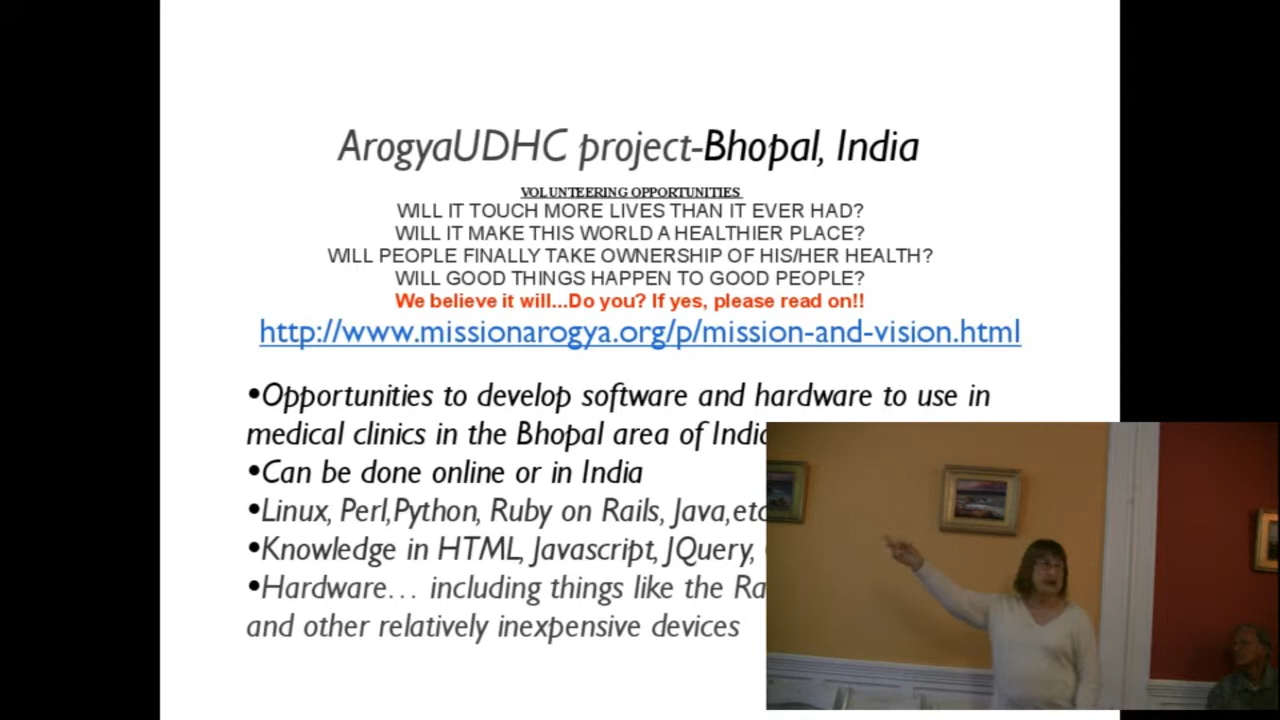 ArogyaUDHC project-Bhopal, India
VOLUNTEERING OPPORTUNITIES
WILL IT TOUCH MORE LIVES THAN IT EVER HAD?
WILL IT MAKE THIS WORLD A HEALTHIER PLACE?
WILL PEOPLE FINALLY TAKE OWNERSHIP OF HIS/HER HEALTH?
WILL GOOD THINGS HAPPEN TO GOOD PEOPLE?
We believe it will...Do you? If yes, please read on!!
http://www.missionarogya.org/p/mission-and-vision.html
•Opportunities to develop software and hardware to use in
medical clinics in the Bhopal area of
•Can be done online or in India
•Linux, Perl,Python, Ruby on Rails, Java,etc
•Knowledge in HTML, Javascript, JQuery,
•Hardware... including things like the
and other relatively inexpensive devices